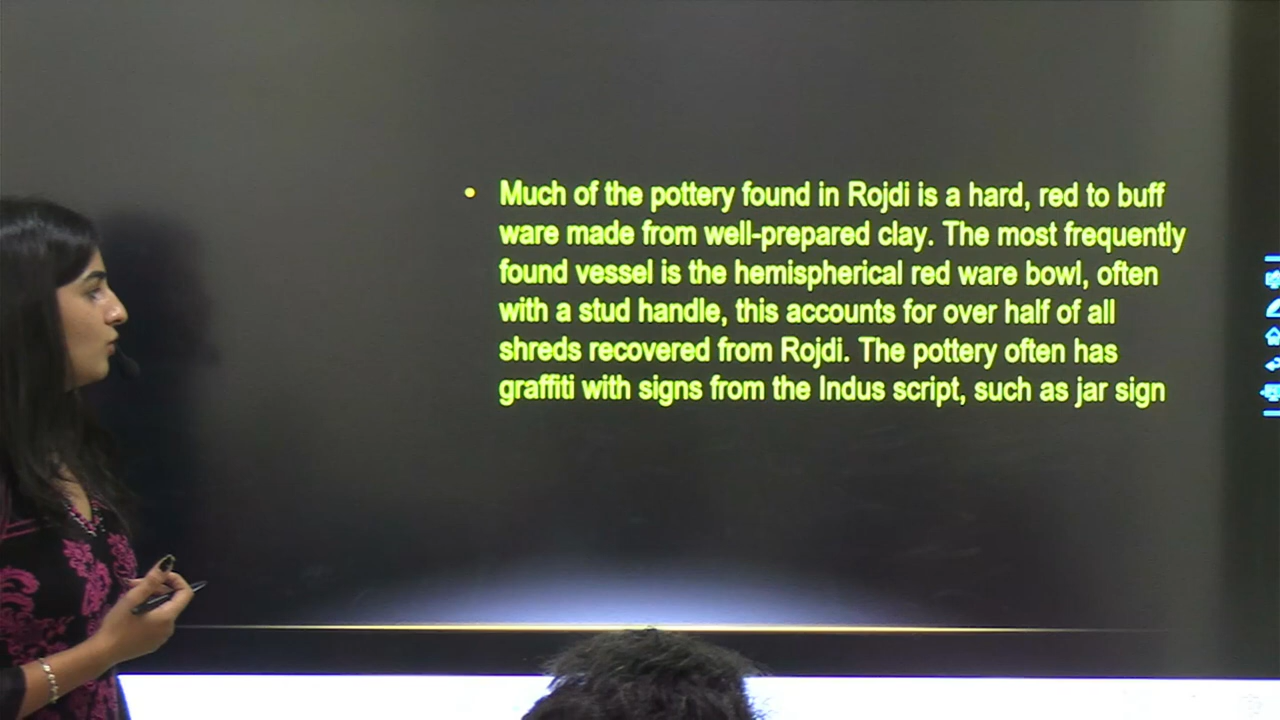 • Much of the pottery found in Rojdi is a hard, red to buff
ware made from well-prepared clay. The most frequently
found vessel is the hemispherical red ware bowl, often
with a stud handle, this accounts for over half of all
shreds recovered from Rojdi. The pottery often has
graffiti with signs from the Indus script, such as jar sign